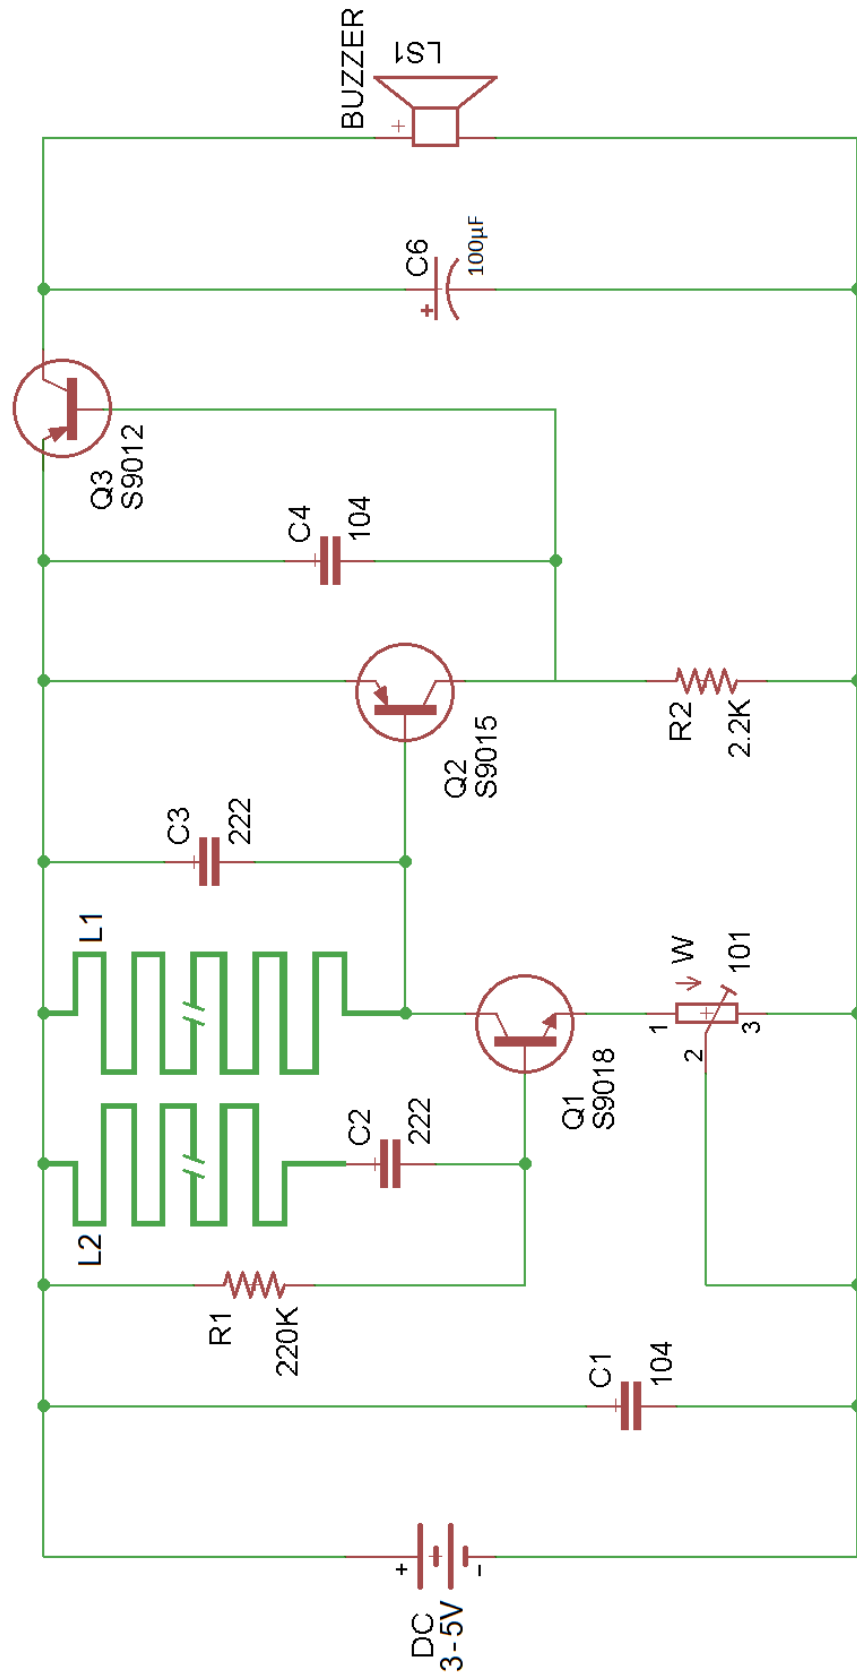 DC
3-5V
+
-
C1
104
R1
220K
L2
C2
222
L1
Q1
S9018
W
101
1
2
3
C3
222
Q2
S9015
R2
2.2K
C4
104
Q3
S9012
C6
100µF
+
BUZZER
LS1
+